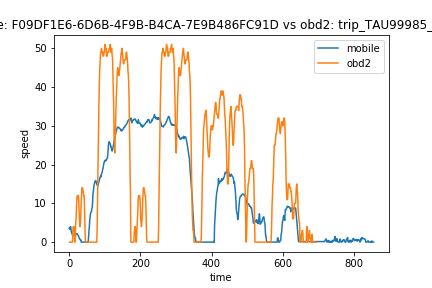 e: F09DF1E6-6D6B-4F9B-B4CA-7E9B486FC91D vs obd2: trip_TAU99985_
mobile
obd2
50
40
30
20
10
0
speed
0 200 400 600 800
time